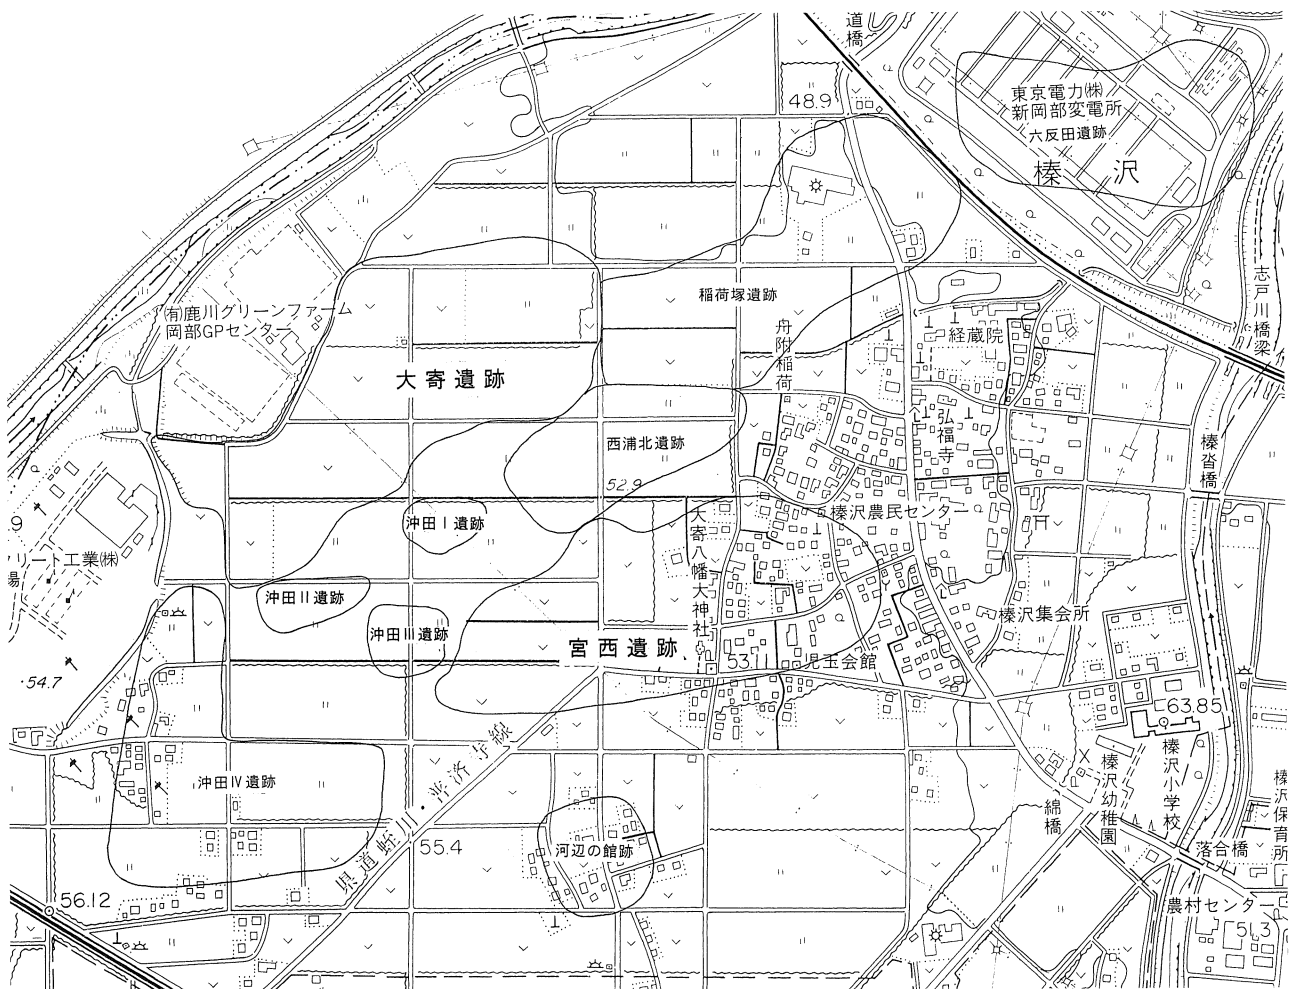 道橋
48.9
東京電力㈱
新岡部変電所
六反田遺跡
榛沢
志戸川橋梁
㈲鹿川グリーンファーム
岡部GPセンター
稲荷塚遺跡
舟附稲荷
経蔵院
大寄遺跡
弘福寺
西浦北遺跡
52.9
榛沓橋
沖田Ⅰ遺跡
大寄八幡大神社
榛沢農民センター
9
クリート工業㈱
場
沖田Ⅱ遺跡
沖田Ⅲ遺跡
宮西遺跡
53.11
児玉会館
榛沢集会所
・54.7
63.85
榛沢小学校
榛沢幼稚園
綿橋
榛沢保育所
沖田Ⅳ遺跡
県道蛭川・普済寺線
55.4
河辺の館跡
落合橋
56.12
農村センター
51.3